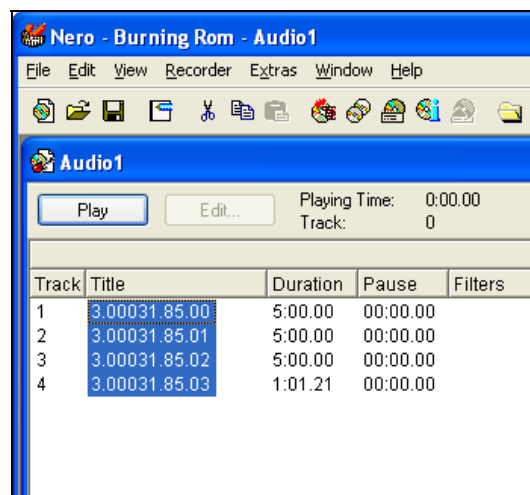 Nero - Burning Rom - Audio1
File Edit View Recorder Extras Window Help
Audio1
Play Edit... Playing Time: 0:00.00
Track: 0
Track Title Duration Pause Filters
1 3.00031.85.00 5:00.00 00:00.00
2 3.00031.85.01 5:00.00 00:00.00
3 3.00031.85.02 5:00.00 00:00.00
4 3.00031.85.03 1:01.21 00:00.00